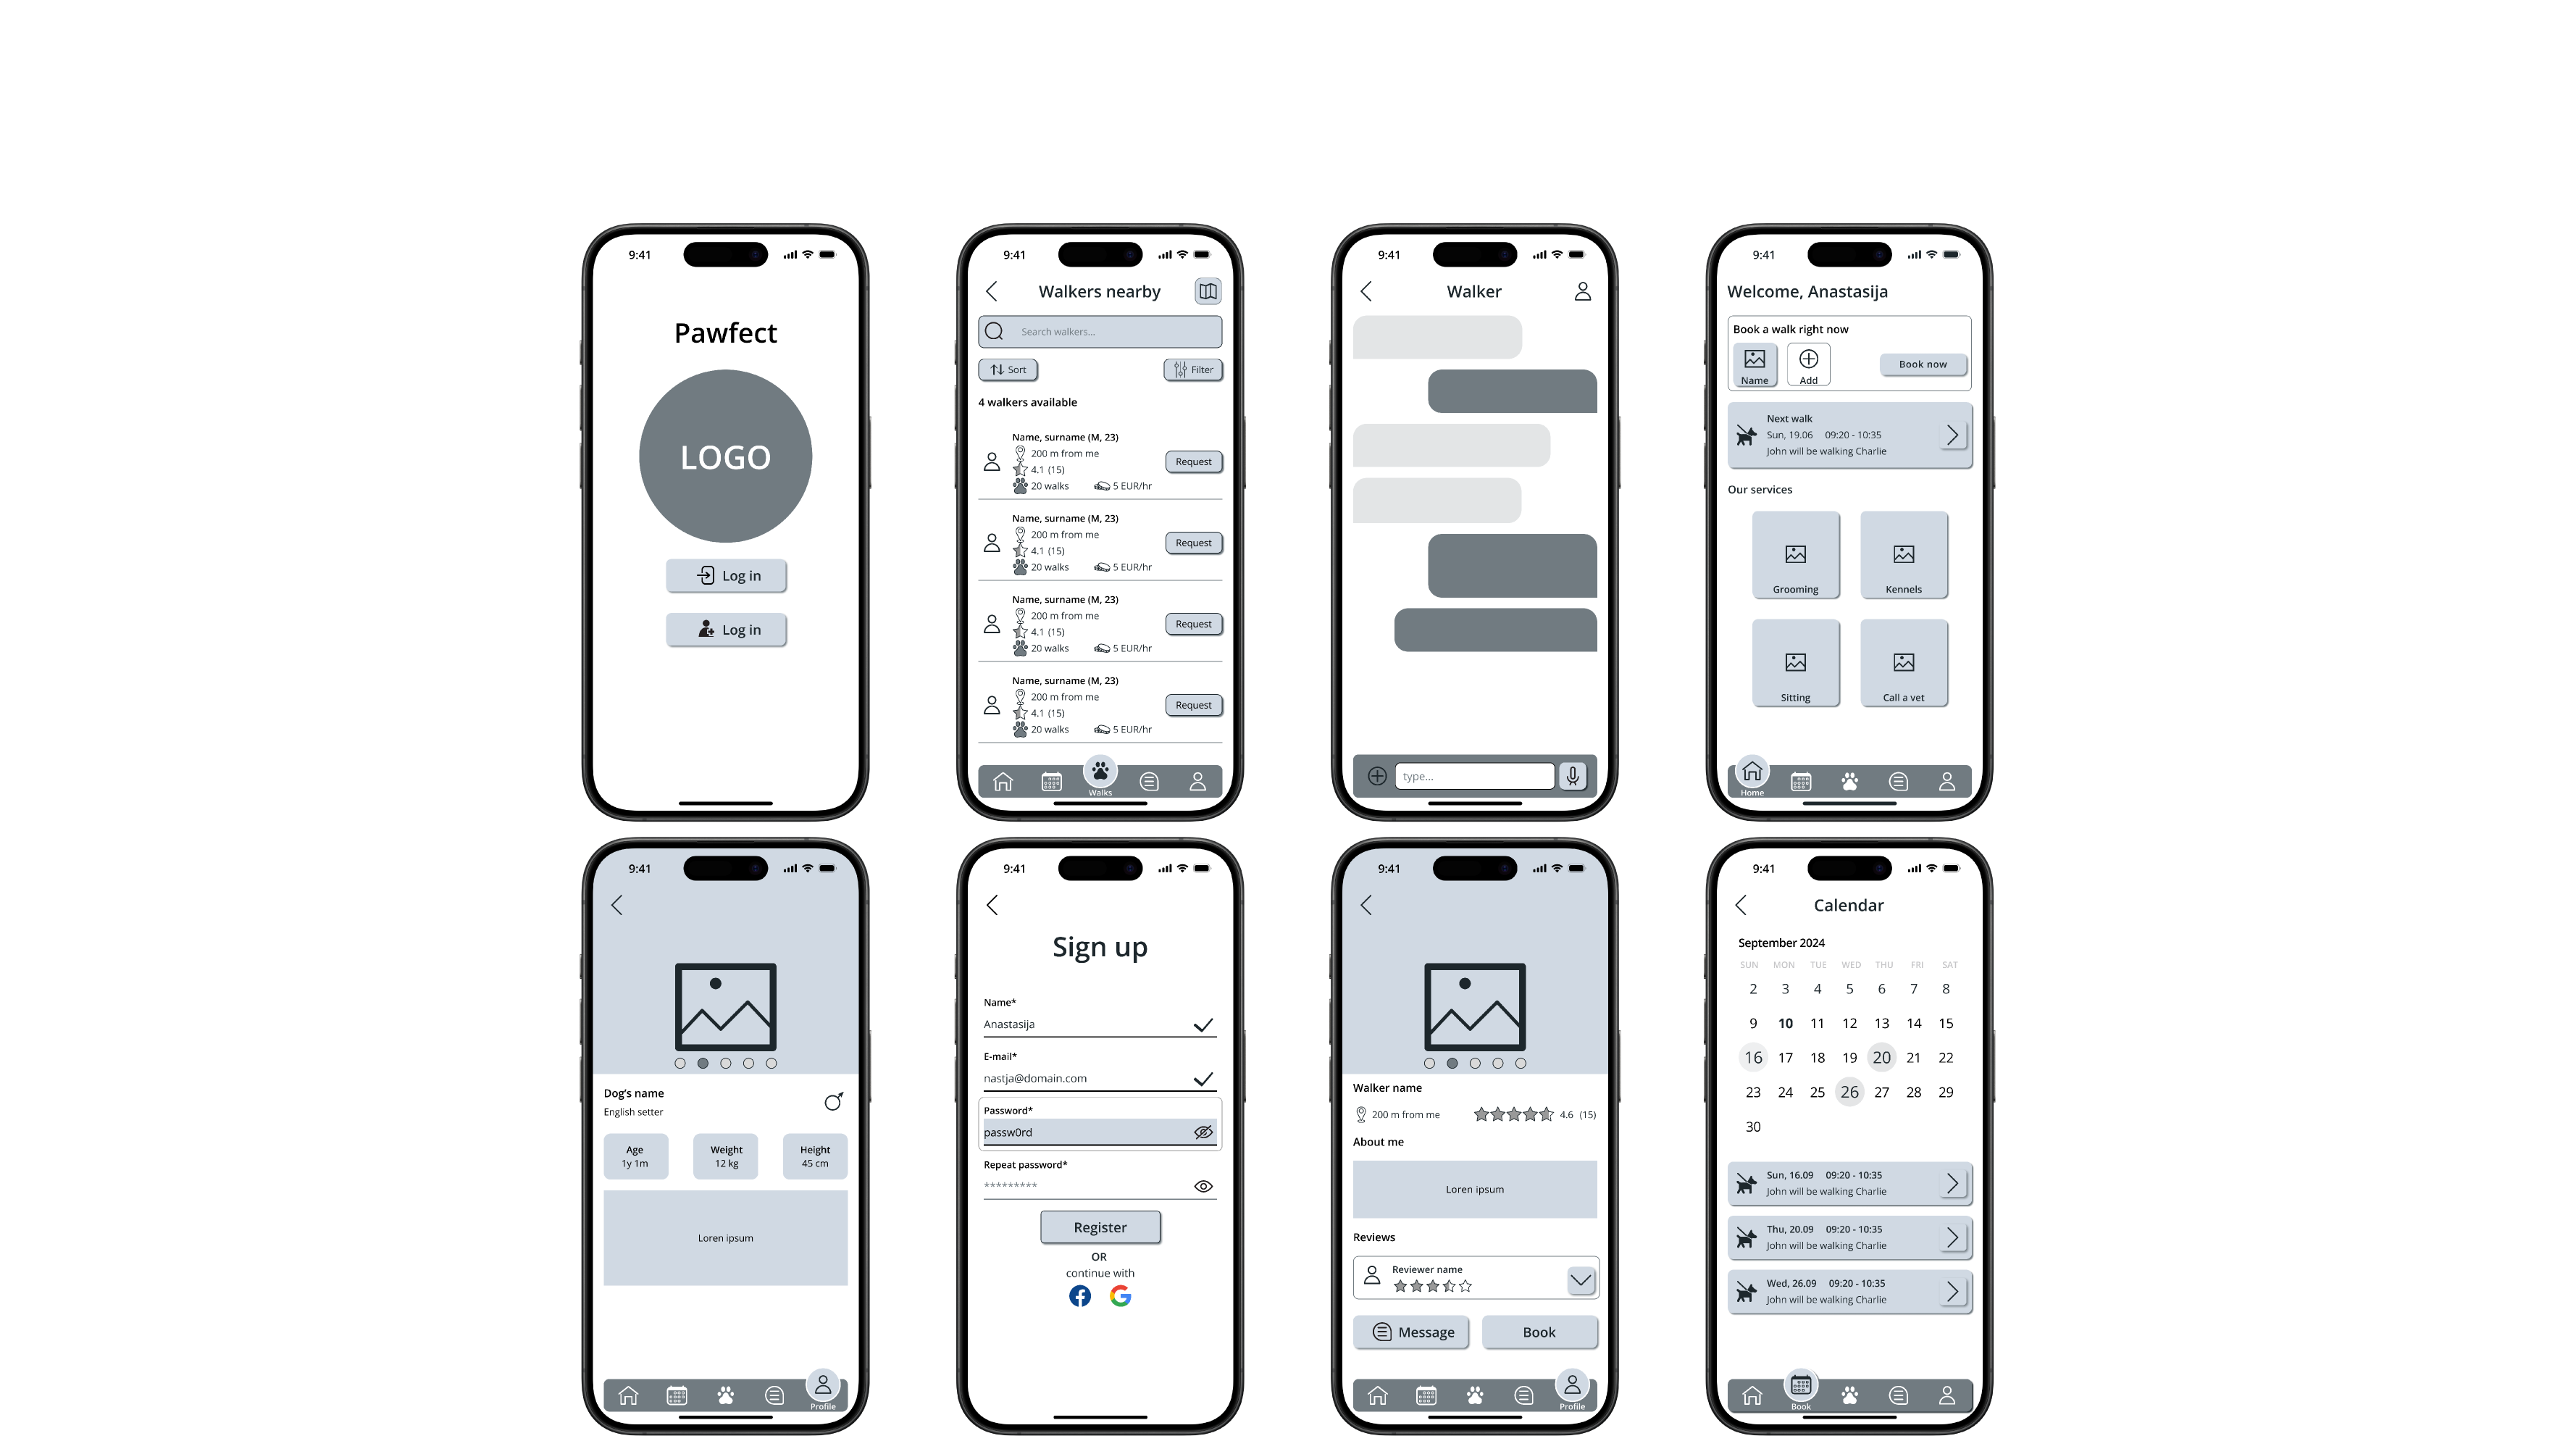 9:41
Pawfect
LOGO
Log in
Log in
9:41
Walkers nearby
Search walkers...
Sort
Filter
4 walkers available
Name, surname (M, 23)
200 m from me
4.1 (15)
20 walks 5 EUR/hr
Request
Name, surname (M, 23)
200 m from me
4.1 (15)
20 walks 5 EUR/hr
Request
Name, surname (M, 23)
200 m from me
4.1 (15)
20 walks 5 EUR/hr
Request
Name, surname (M, 23)
200 m from me
4.1 (15)
20 walks 5 EUR/hr
Request
Walks
9:41
Walker
type...
9:41
Welcome, Anastasija
Book a walk right now
Name
Add
Book now
Next walk
Sun, 19.06 09:20 - 10:35
John will be walking Charlie
Our services
Grooming
Kennels
Sitting
Call a vet
Home
9:41
Dog's name
English setter
Age
1y 1m
Weight
12 kg
Height
45 cm
Loren ipsum
Profile
9:41
Sign up
Name*
Anastasija
E-mail*
nastja@domain.com
Password*
passw0rd
Repeat password*
*********
Register
OR
continue with
9:41
Walker name
200 m from me
4.6 (15)
About me
Loren ipsum
Reviews
Reviewer name
Message
Book
Profile
9:41
Calendar
September 2024
SUN MON TUE WED THU FRI SAT
2 3 4 5 6 7 8
9 10 11 12 13 14 15
16 17 18 19 20 21 22
23 24 25 26 27 28 29
30
Sun, 16.09 09:20 - 10:35
John will be walking Charlie
Thu, 20.09 09:20 - 10:35
John will be walking Charlie
Wed, 26.09 09:20 - 10:35
John will be walking Charlie
Book